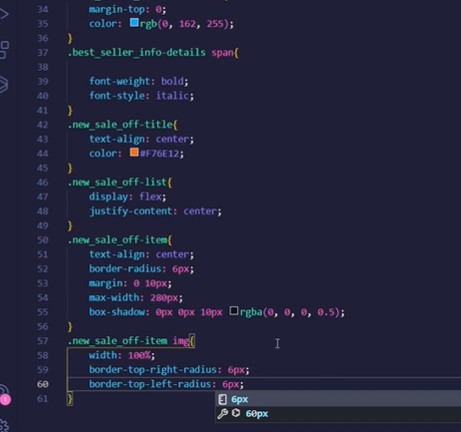 34 margin-top: 0;
35 color: rgb(0, 162, 255);
36 }
37 .best_seller_info-details span{
38
39 font-weight: bold;
40 font-style: italic;
41 }
42 .new_sale_off-title{
43 text-align: center;
44 color: #F76E12;
45 }
46 .new_sale_off-list{
47 display: flex;
48 justify-content: center;
49 }
50 .new_sale_off-item{
51 text-align: center;
52 border-radius: 6px;
53 margin: 0 10px;
54 max-width: 280px;
55 box-shadow: 0px 0px 10px rgba(0, 0, 0, 0.5);
56 }
57 .new_sale_off-item img{
58 width: 100%;
59 border-top-right-radius: 6px;
60 border-top-left-radius: 6px;
61 }
6px
60px
1